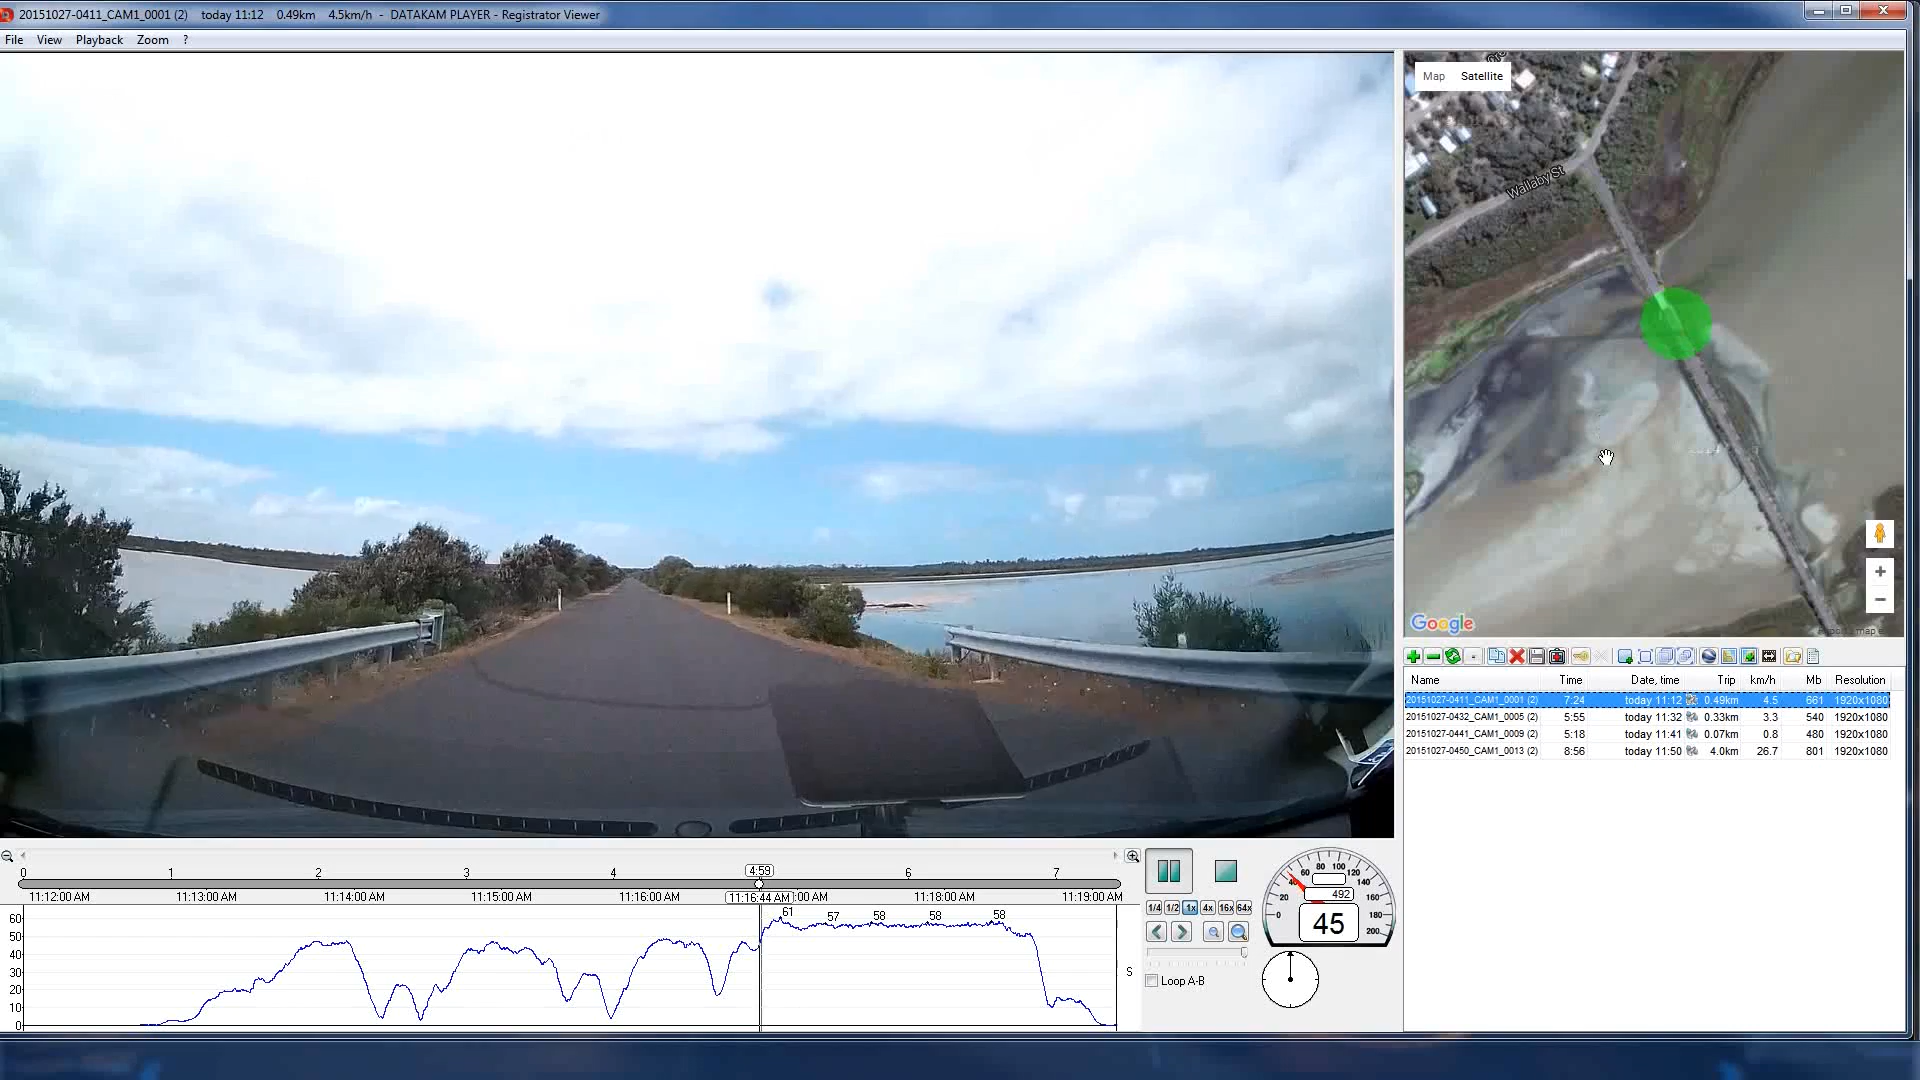 20151027-0411_CAM1_0001 (2) today 11:12 0.49km 4.5km/h - DATAKAM PLAYER - Registrator Viewer
File View Playback Zoom ?
Map Satellite
Wallaby St
Google
Name Time Date, time Trip km/h Mb Resolution
20151027-0411_CAM1_0001 (2) 7:24 today 11:12 0.49km 4.5 661 1920x1080
20151027-0432_CAM1_0005 (2) 5:55 today 11:32 0.33km 3.3 540 1920x1080
20151027-0441_CAM1_0009 (2) 5:18 today 11:41 0.07km 0.8 480 1920x1080
20151027-0450_CAM1_0013 (2) 8:56 today 11:50 4.0km 26.7 801 1920x1080
0 1 2 3 4 4:59 6 7
11:12:00 AM 11:13:00 AM 11:14:00 AM 11:15:00 AM 11:16:00 AM 11:16:44 AM :00 AM 11:18:00 AM 11:19:00 AM
61 57 58 58 58
60
50
40
30
20
10
0
S
1/4 1/2 1x 4x 16x 64x
Loop A-B
0 20 40 60 80 100 120 140 160 180 200
492
45